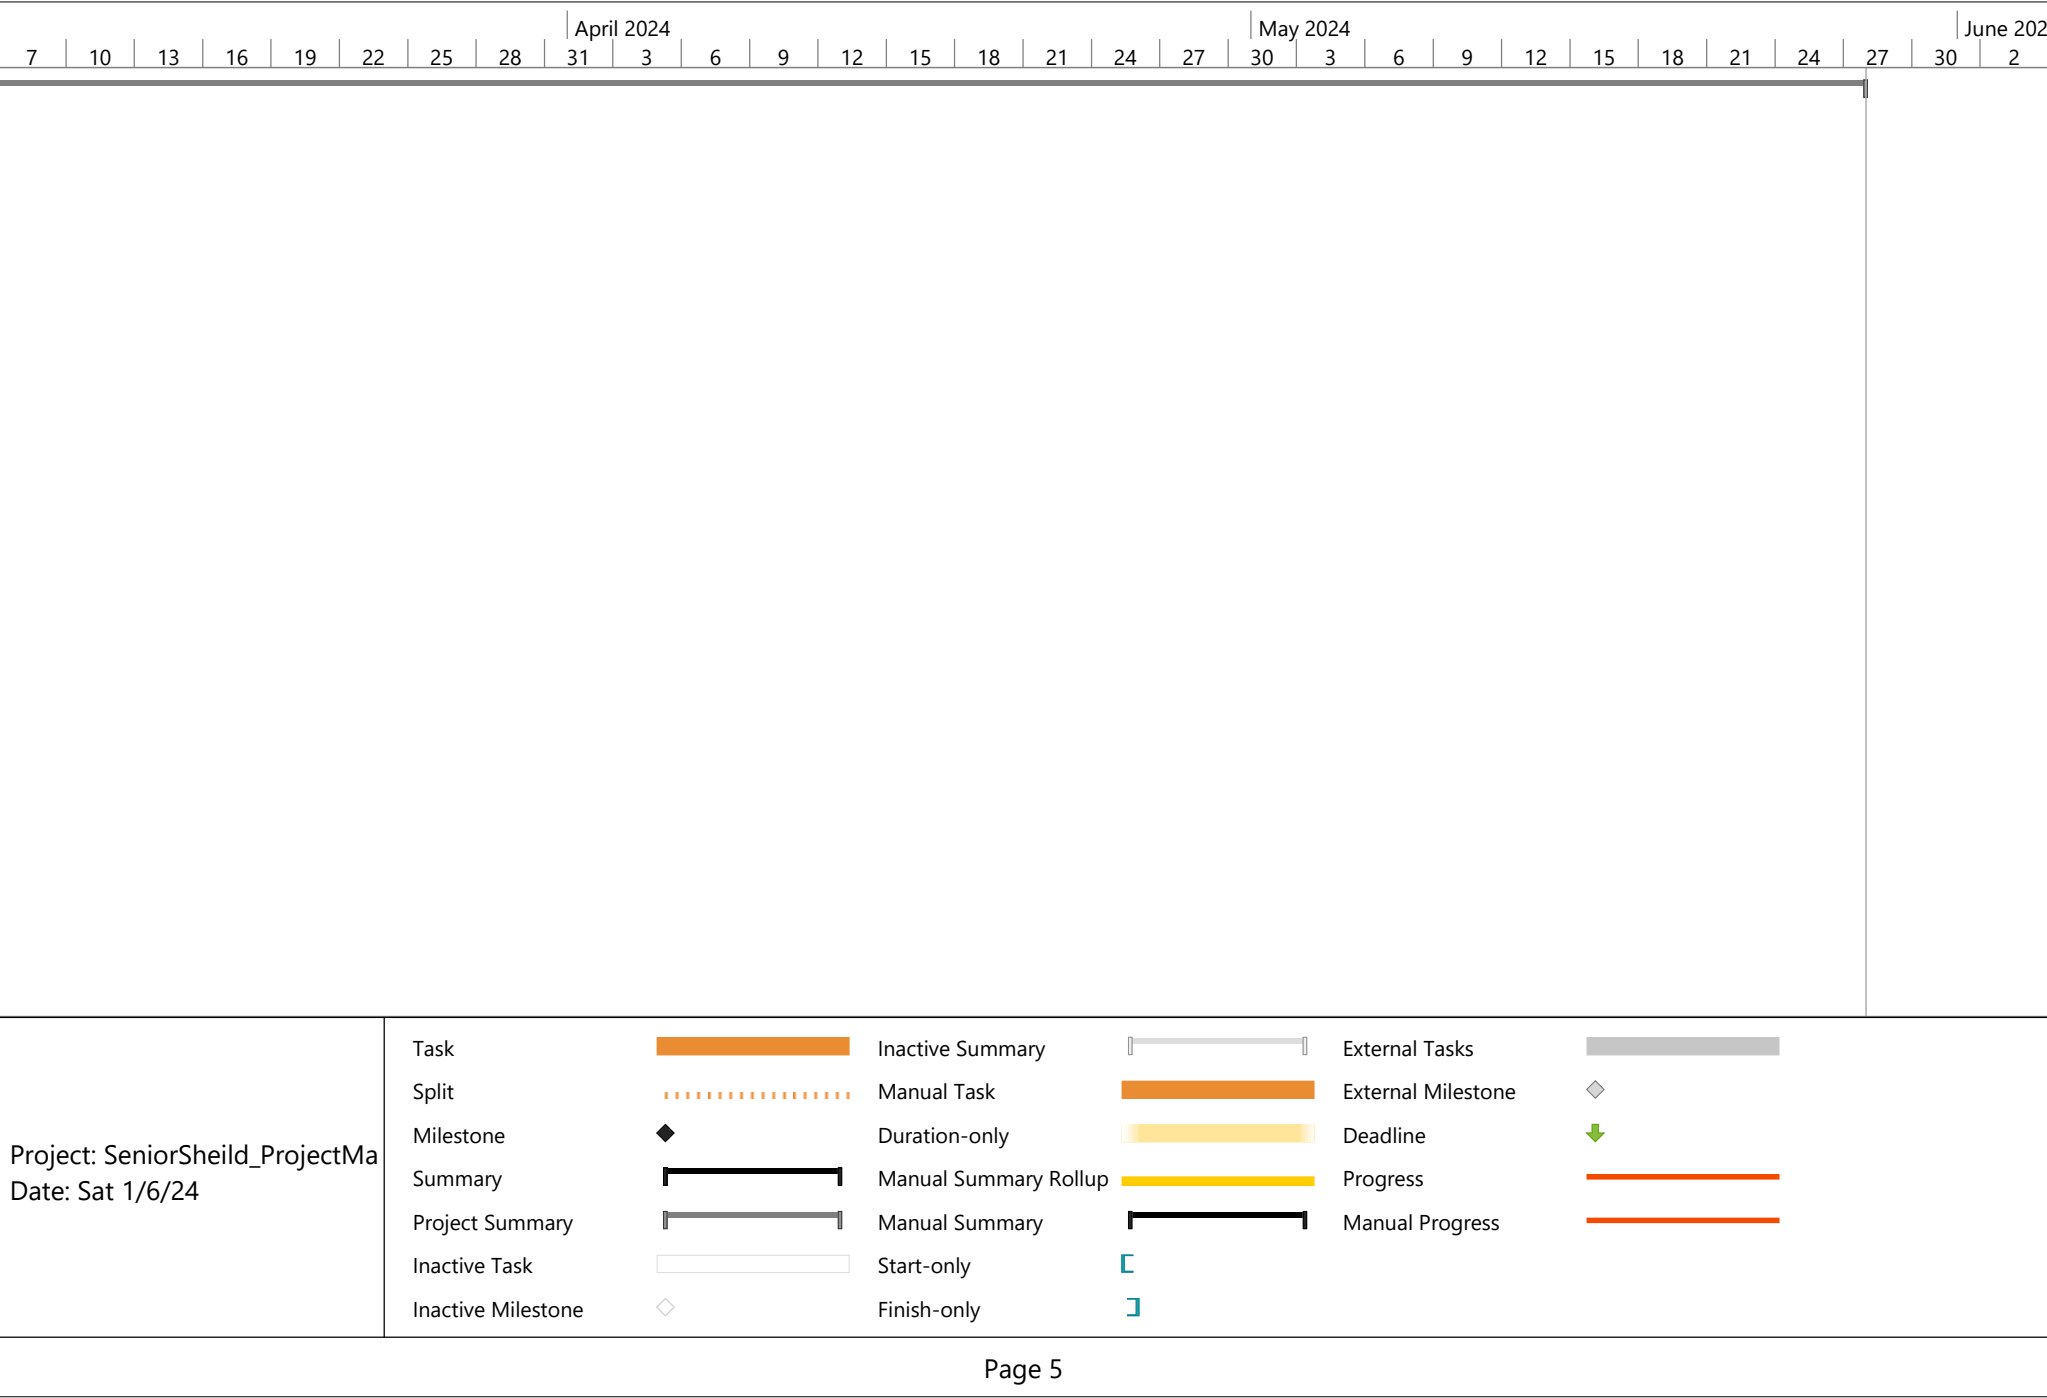 April 2024 May 2024 June 202
7 10 13 16 19 22 25 28 31 3 6 9 12 15 18 21 24 27 30 3 6 9 12 15 18 21 24 27 30 2
Project: SeniorSheild_ProjectMa
Date: Sat 1/6/24
Task
Split
Milestone
Summary
Project Summary
Inactive Task
Inactive Milestone
Inactive Summary
Manual Task
Duration-only
Manual Summary Rollup
Manual Summary
Start-only
Finish-only
External Tasks
External Milestone
Deadline
Progress
Manual Progress
Page 5